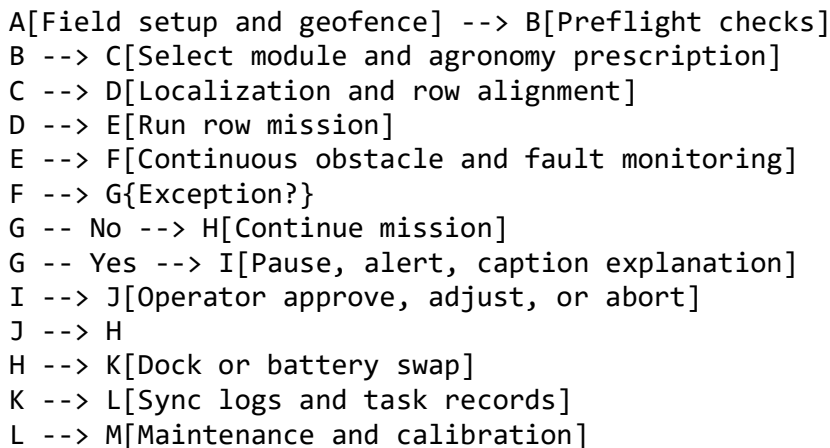 A[Field setup and geofence] --> B[Preflight checks]
B --> C[Select module and agronomy prescription]
C --> D[Localization and row alignment]
D --> E[Run row mission]
E --> F[Continuous obstacle and fault monitoring]
F --> G{Exception?}
G -- No --> H[Continue mission]
G -- Yes --> I[Pause, alert, caption explanation]
I --> J[Operator approve, adjust, or abort]
J --> H
H --> K[Dock or battery swap]
K --> L[Sync logs and task records]
L --> M[Maintenance and calibration]